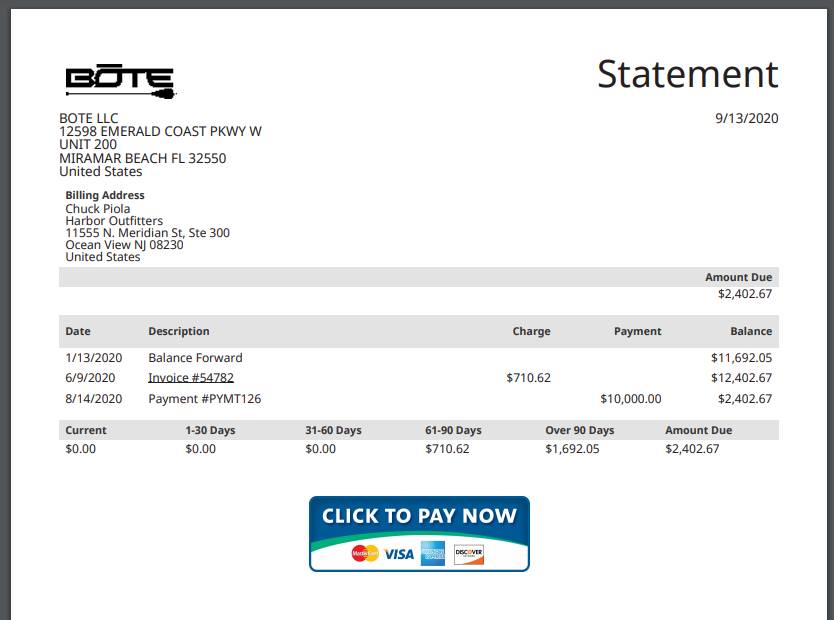 BOTE
Statement
BOTE LLC
12598 EMERALD COAST PKWY W
UNIT 200
MIRAMAR BEACH FL 32550
United States
9/13/2020
Billing Address
Chuck Piola
Harbor Outfitters
11555 N. Meridian St, Ste 300
Ocean View NJ 08230
United States
Amount Due
$2,402.67
Date Description Charge Payment Balance
1/13/2020 Balance Forward $11,692.05
6/9/2020 Invoice #54782 $710.62 $12,402.67
8/14/2020 Payment #PYMT126 $10,000.00 $2,402.67
Current 1-30 Days 31-60 Days 61-90 Days Over 90 Days Amount Due
$0.00 $0.00 $0.00 $710.62 $1,692.05 $2,402.67
CLICK TO PAY NOW
MasterCard VISA AMERICAN EXPRESS DISCOVER